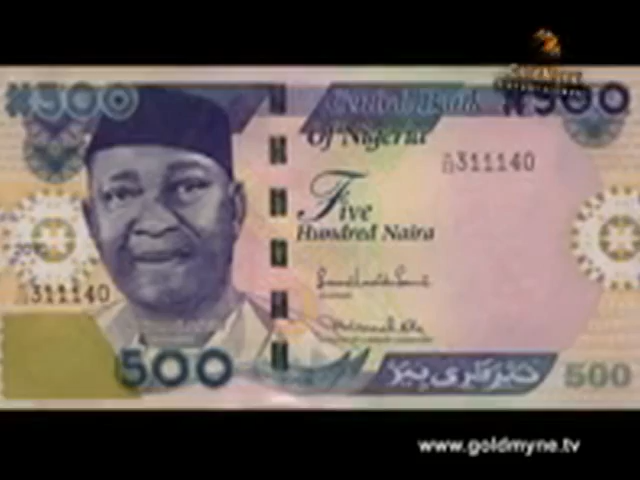 ₦500
Central Bank
₦500
Of Nigeria
311140
Five
Hundred Naira
311140
500
500
www.goldmyne.tv